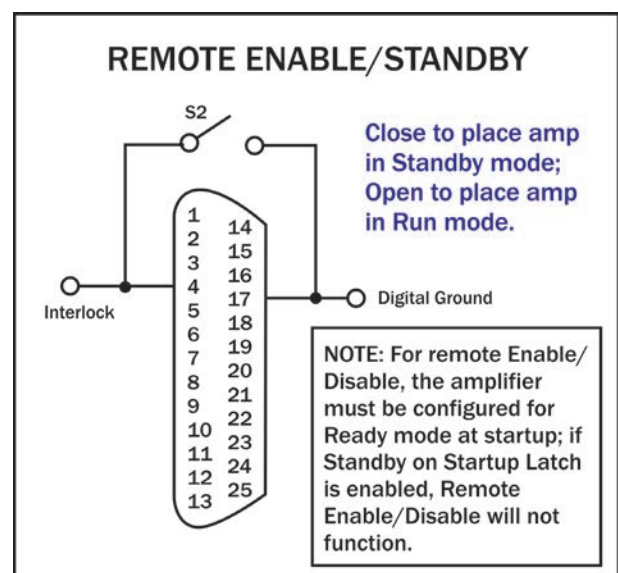 REMOTE ENABLE/STANDBY
S2
Close to place amp
in Standby mode;
Open to place amp
in Run mode.
1
2
3
4
5
6
7
8
9
10
11
12
13
14
15
16
17
18
19
20
21
22
23
24
25
Interlock
Digital Ground
NOTE: For remote Enable/
Disable, the amplifier
must be configured for
Ready mode at startup; if
Standby on Startup Latch
is enabled, Remote
Enable/Disable will not
function.